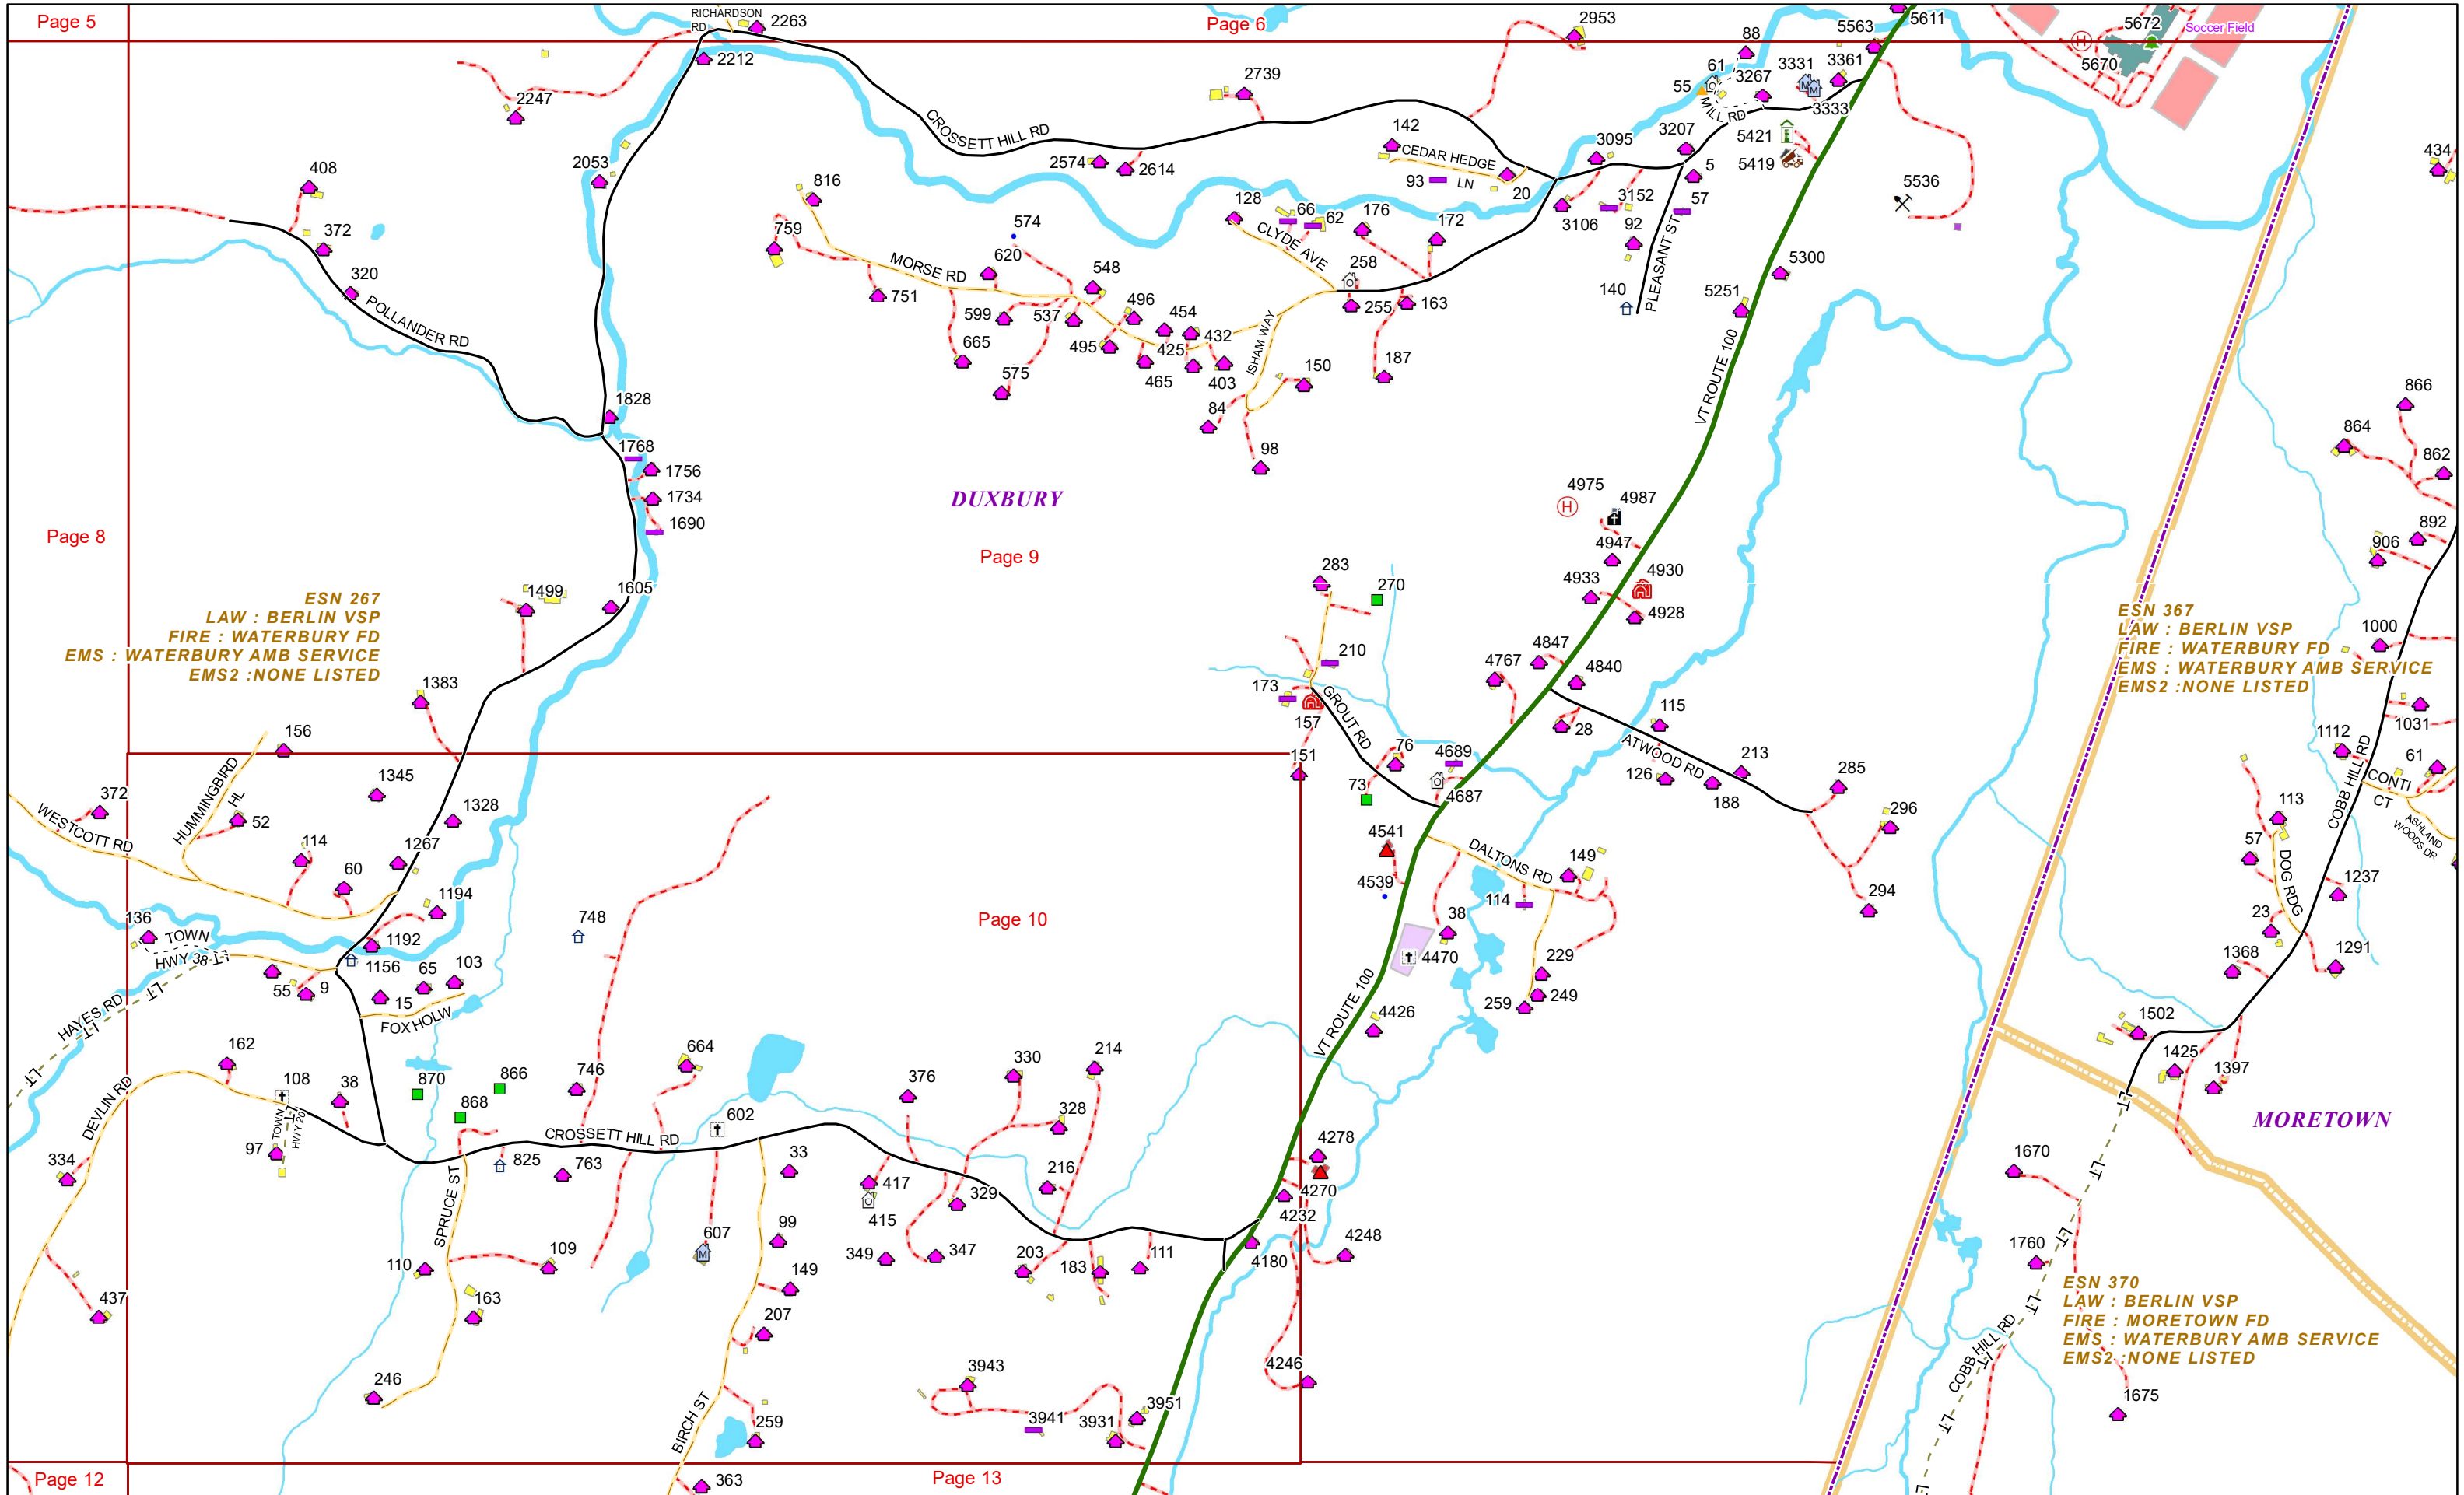 Page 5
RICHARDSON
RD
2263
Page 6
2953
88
5563
5611
5672
Soccer Field
5670
2212
2247
2739
61
55
3267
3331
3361
3333
MILL RD
CROSSETT HILL RD
142
CEDAR HEDGE
LN
93
20
3095
3207
5421
5419
5
57
5536
434
2053
408
372
320
POLLANDER RD
816
759
574
620
MORSE RD
751
2574
2614
128
66
62
176
172
CLYDE AVE
258
255
163
3106
3152
92
140
PLEASANT ST
5300
5251
VT ROUTE 100
548
599
537
496
454
432
495
425
465
403
665
575
ISHAM WAY
150
187
84
98
866
864
862
1828
1768
1756
1734
1690
DUXBURY
4975
4987
892
906
Page 8
Page 9
4947
4933
4930
4928
283
270
1499
1605
ESN 267
LAW : BERLIN VSP
FIRE : WATERBURY FD
EMS : WATERBURY AMB SERVICE
EMS2 :NONE LISTED
ESN 367
LAW : BERLIN VSP
FIRE : WATERBURY FD
EMS : WATERBURY AMB SERVICE
EMS2 :NONE LISTED
1000
210
173
157
GROUT RD
4847
4767
4840
1383
1031
115
28
ATWOOD RD
213
126
188
285
1112
61
COBB HILL RD
CONTI
CT
ASHLAND
WOODS DR
156
151
76
4689
73
4687
1345
1328
HUMMINGBIRD
HL
52
372
WESTCOTT RD
114
60
1267
296
113
57
DOG RDG
4541
DALTONS RD
149
4539
114
294
1237
136
TOWN
HWY 38
LT
1194
1192
1156
748
Page 10
38
4470
23
1291
1368
55
9
15
65
103
FOX HOLW
229
249
259
HAYES RD
LT
LT
LT
4426
VT ROUTE 100
1502
1425
1397
162
108
38
870
866
868
746
664
376
330
214
328
602
DEVLIN RD
97
TOWN
HWY 20
LT
CROSSETT HILL RD
LT
MORETOWN
334
825
763
33
417
415
216
329
4278
4270
4232
1670
LT
SPRUCE ST
607
99
349
347
203
183
111
4180
4248
1760
LT
110
109
163
149
437
207
ESN 370
LAW : BERLIN VSP
FIRE : MORETOWN FD
EMS : WATERBURY AMB SERVICE
EMS2 :NONE LISTED
LT
COBB HILL RD
LT
246
3943
4246
1675
BIRCH ST
259
3941
3931
3951
LT
Page 12
363
Page 13
LT